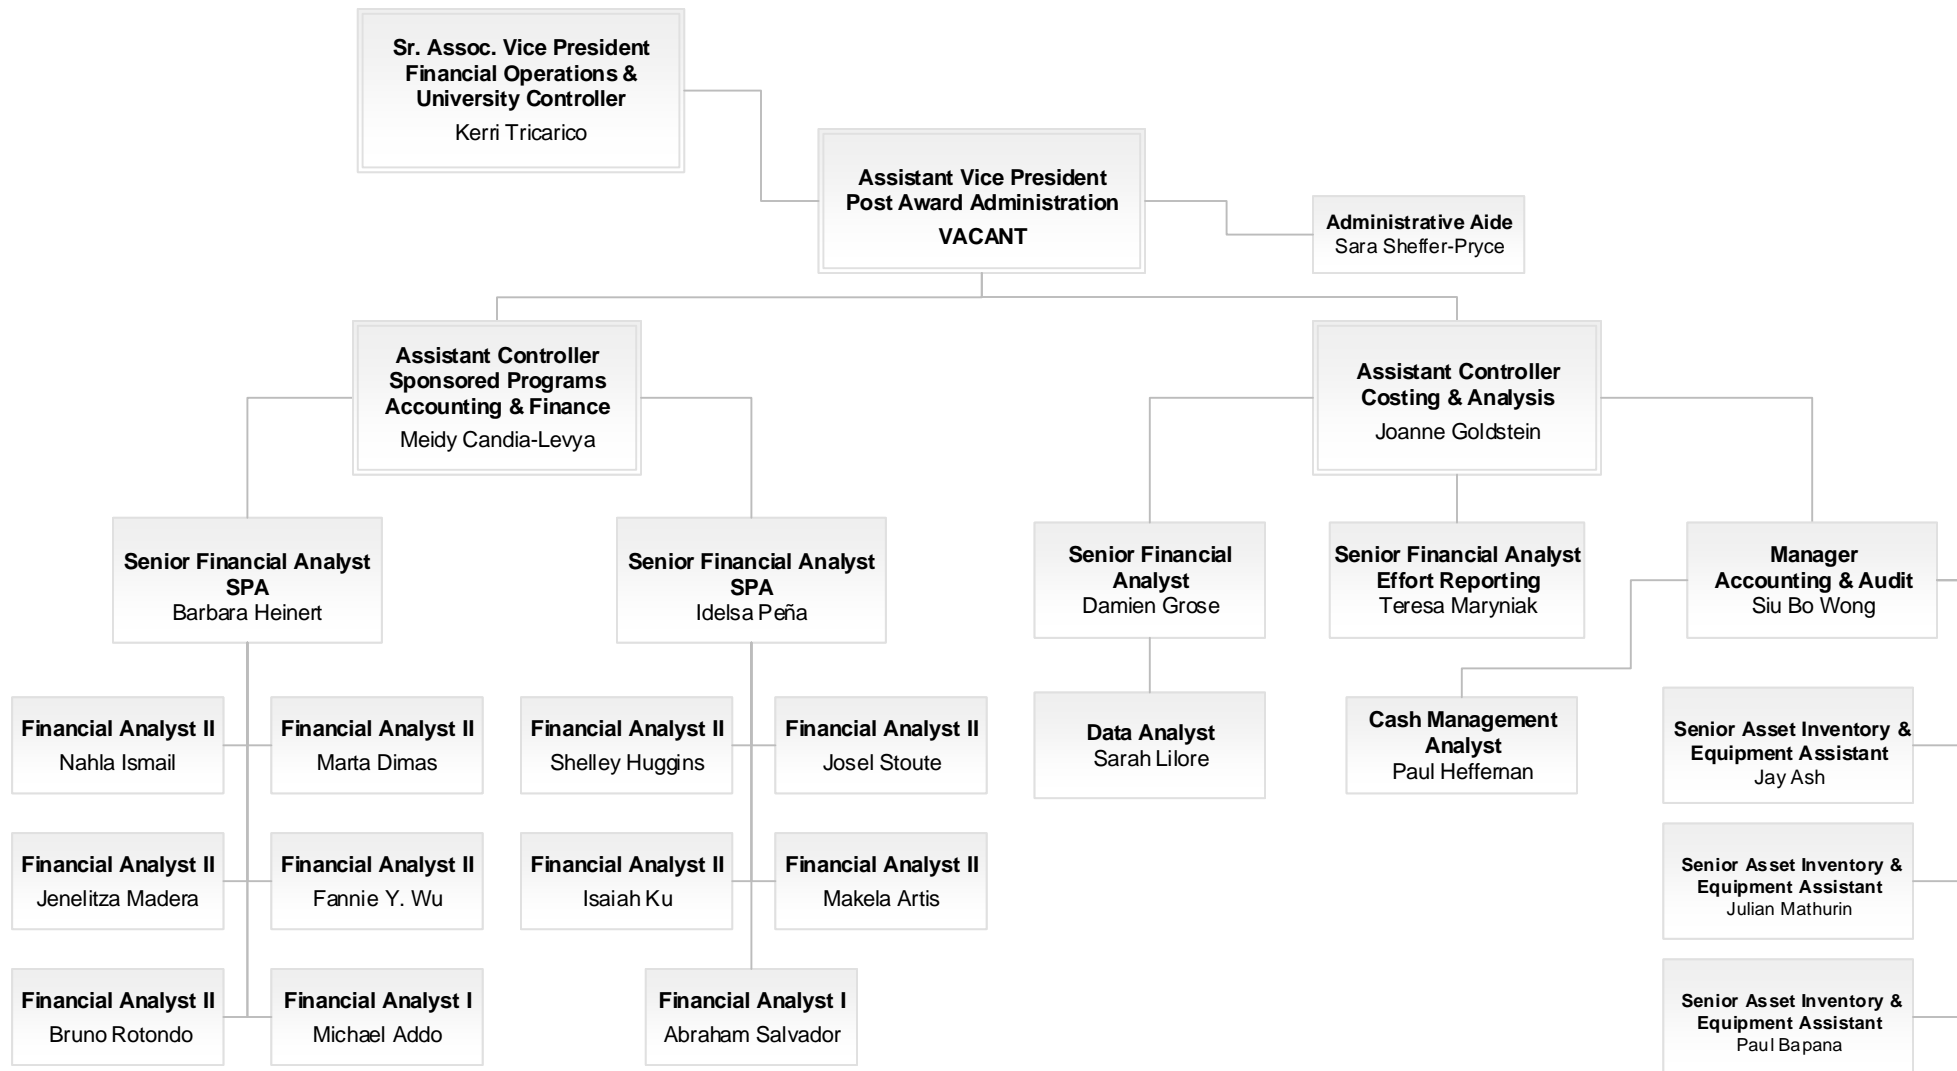 Sr. Assoc. Vice President
Financial Operations &
University Controller
Kerri Tricarico
Assistant Vice President
Post Award Administration
VACANT
Administrative Aide
Sara Sheffer-Pryce
Assistant Controller
Sponsored Programs
Accounting & Finance
Meidy Candia-Levya
Assistant Controller
Costing & Analysis
Joanne Goldstein
Senior Financial Analyst
SPA
Barbara Heinert
Senior Financial Analyst
SPA
Idelsa Peña
Senior Financial
Analyst
Damien Grose
Senior Financial Analyst
Effort Reporting
Teresa Maryniak
Manager
Accounting & Audit
Siu Bo Wong
Financial Analyst II
Nahla Ismail
Financial Analyst II
Marta Dimas
Financial Analyst II
Shelley Huggins
Financial Analyst II
Josel Stoute
Data Analyst
Sarah Lilore
Cash Management
Analyst
Paul Heffernan
Senior Asset Inventory &
Equipment Assistant
Jay Ash
Financial Analyst II
Jenelitza Madera
Financial Analyst II
Fannie Y. Wu
Financial Analyst II
Isaiah Ku
Financial Analyst II
Makela Artis
Senior Asset Inventory &
Equipment Assistant
Julian Mathurin
Financial Analyst II
Bruno Rotondo
Financial Analyst I
Michael Addo
Financial Analyst I
Abraham Salvador
Senior Asset Inventory &
Equipment Assistant
Paul Bapana